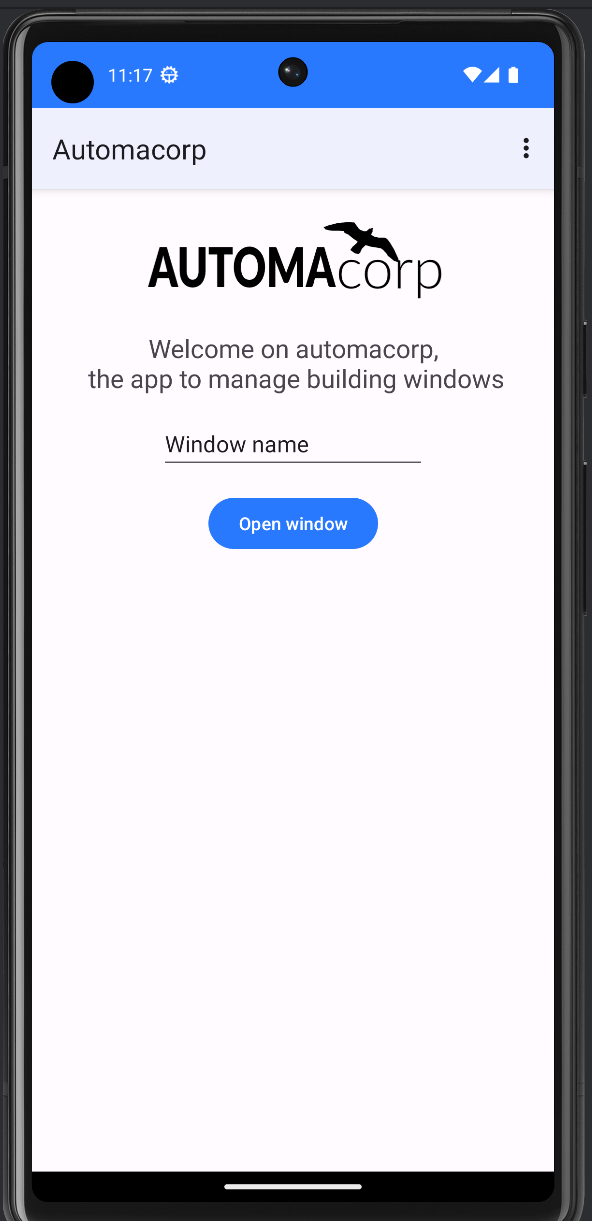 11:17
Automacorp
AUTOMAcorp
Welcome on automacorp,
the app to manage building windows
Window name
Open window